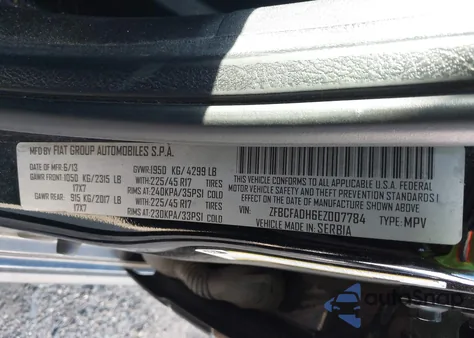 MFD BY FIAT GROUP AUTOMOBILES S.P.A.
DATE OF MFR: 6/13 GVWR: 1950 KG/ 4299 LB
GAWR FRONT: 1050 KG/2315 LB WITH: 225/45 R17 TIRES
17X7 RIMS AT: 240KPA/35PSI COLD
GAWR REAR: 915 KG/2017 LB WITH: 225/45 R17 TIRES
17X7 RIMS AT: 230KPA/33PSI COLD
THIS VEHICLE CONFORMS TO ALL APPLICABLE U.S.A. FEDERAL
MOTOR VEHICLE SAFETY, BUMPER, AND THEFT PREVENTION STANDARDS IN
EFFECT ON THE DATE OF MANUFACTURE SHOWN ABOVE.
VIN: ZFBCFADH6EZ007784 TYPE: MPV
VEHICLE MADE IN: SERBIA
AutoSnap